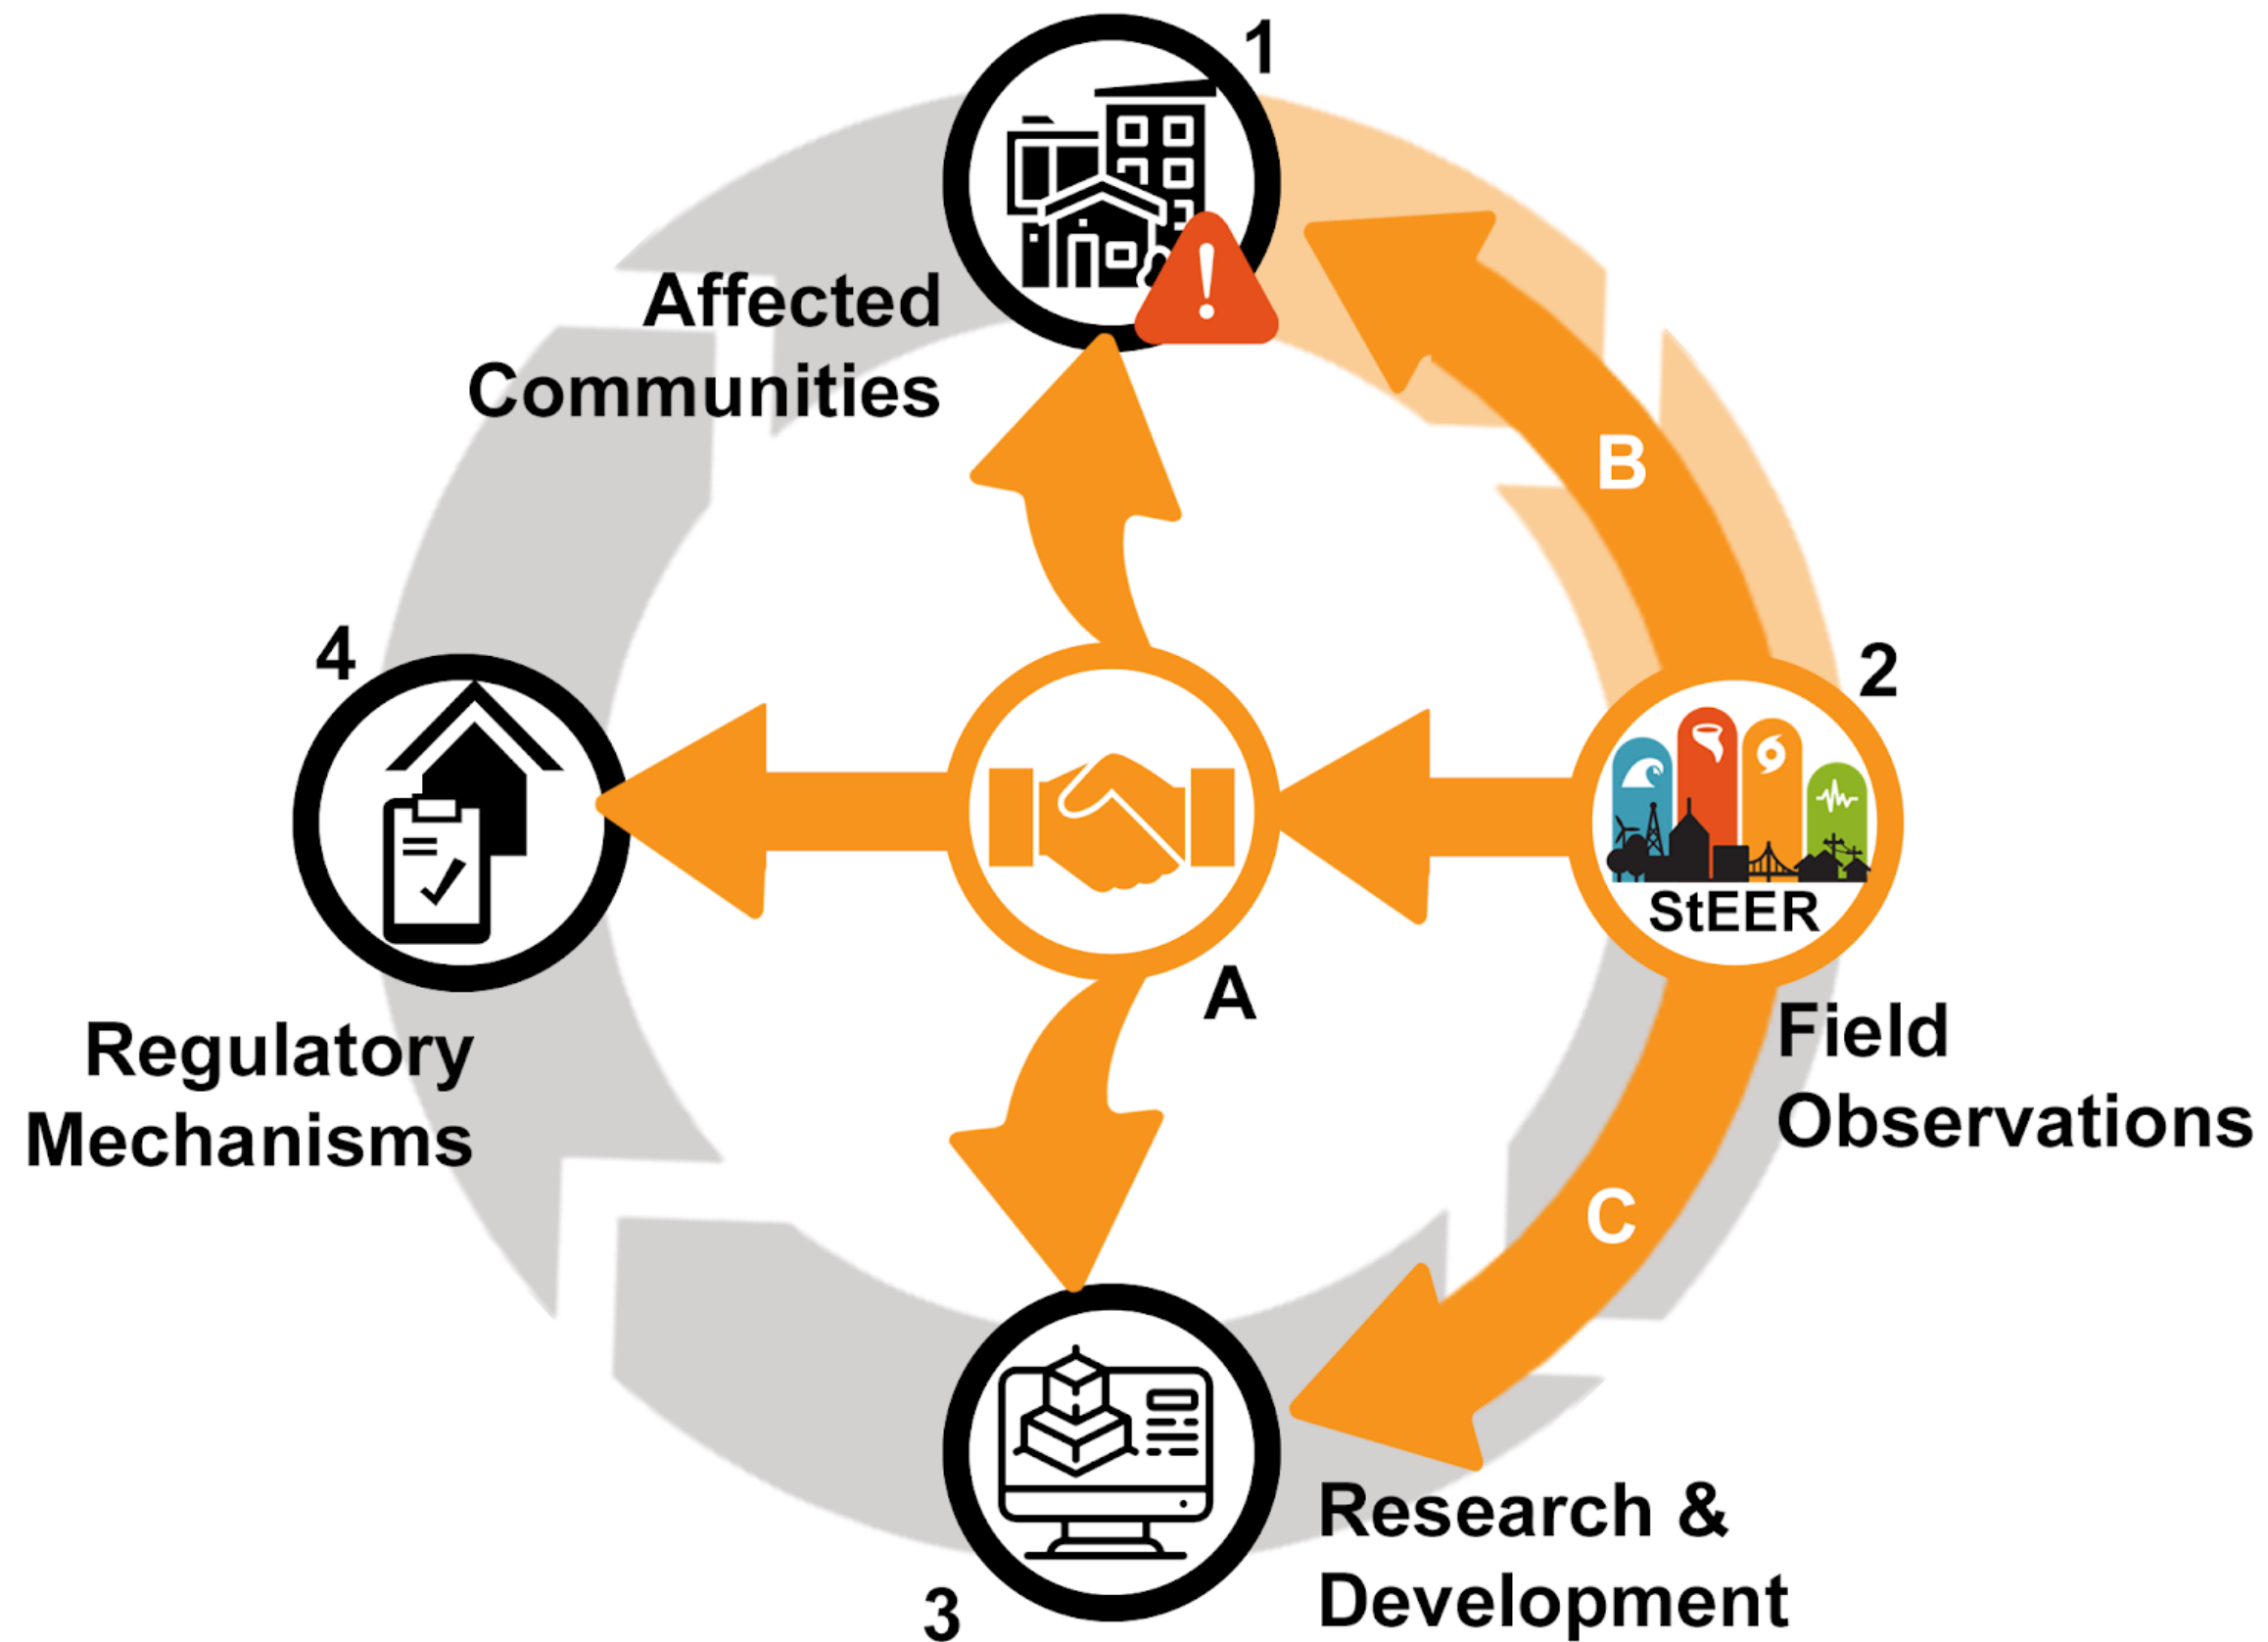 1
Affected
Communities
B
4
2
StEER
A
Field
Observations
Regulatory
Mechanisms
C
Research &
Development
3